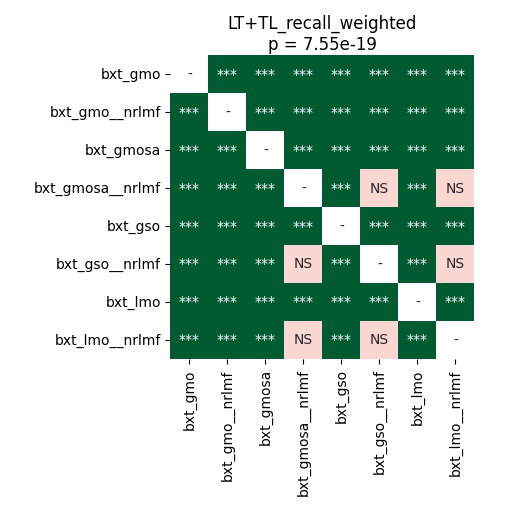 LT+TL_recall_weighted
p = 7.55e-19
bxt_gmo - *** *** *** *** *** *** ***
bxt_gmo__nrlmf *** - *** *** *** *** *** ***
bxt_gmosa *** *** - *** *** *** *** ***
bxt_gmosa__nrlmf *** *** *** - *** NS *** NS
bxt_gso *** *** *** *** - *** *** ***
bxt_gso__nrlmf *** *** *** NS *** - *** NS
bxt_lmo *** *** *** *** *** *** - ***
bxt_lmo__nrlmf *** *** *** NS *** NS *** -
bxt_gmo
bxt_gmo__nrlmf
bxt_gmosa
bxt_gmosa__nrlmf
bxt_gso
bxt_gso__nrlmf
bxt_lmo
bxt_lmo__nrlmf